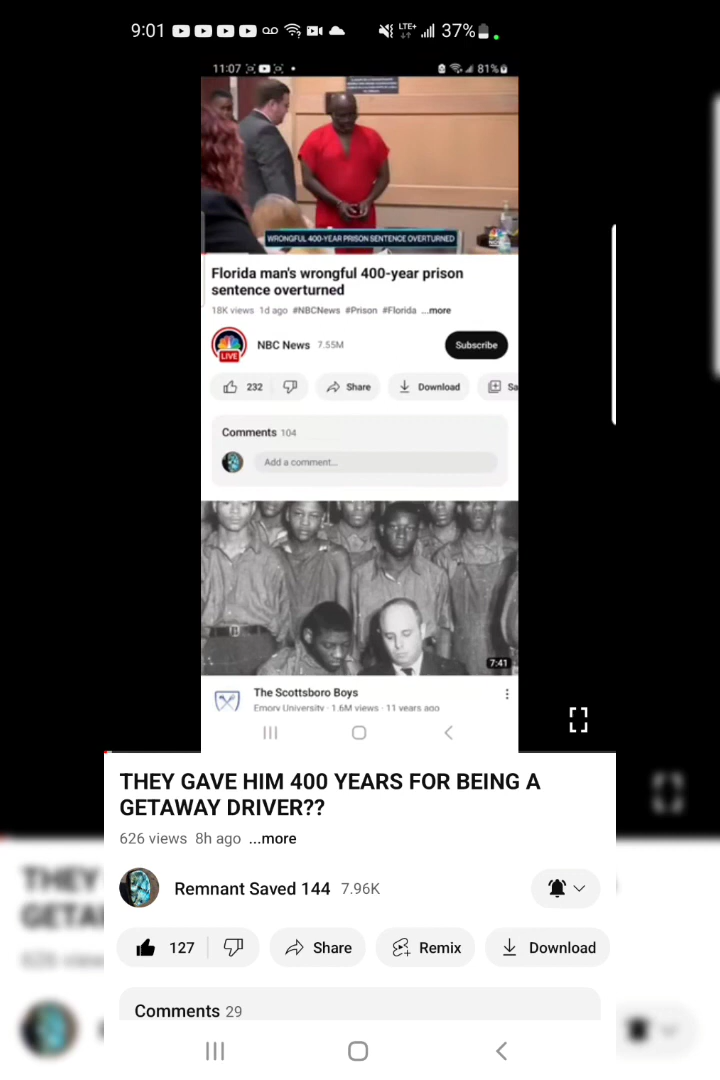 9:01
LTE+
37%
11:07
81%
WRONGFUL 400-YEAR PRISON SENTENCE OVERTURNED
Florida man's wrongful 400-year prison
sentence overturned
18K views 1d ago #NBCNews #Prison #Florida ...more
LIVE
NBC News 7.55M
Subscribe
232
Share
Download
Sa
Comments 104
Add a comment...
7:41
The Scottsboro Boys
Emory University · 1.6M views · 11 years ago
THEY GAVE HIM 400 YEARS FOR BEING A
GETAWAY DRIVER??
626 views 8h ago ...more
Remnant Saved 144 7.96K
127
Share
Remix
Download
Comments 29